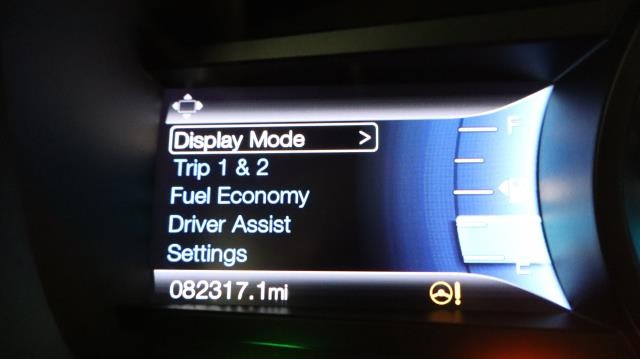 F
Display Mode >
Trip 1 & 2
Fuel Economy
Driver Assist
Settings
E
082317.1mi
!